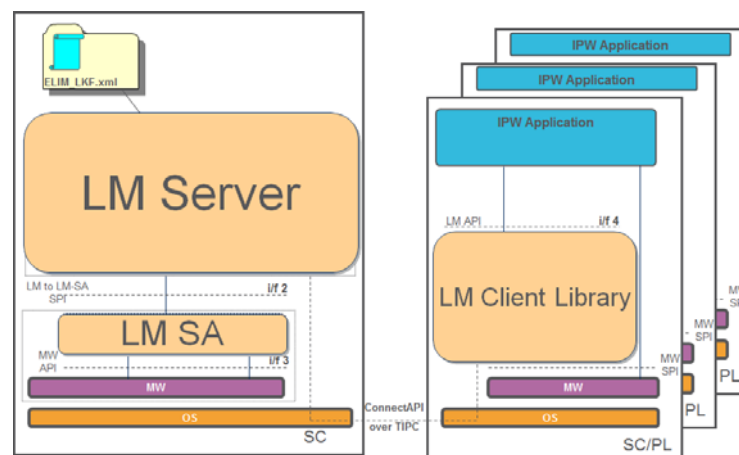 ELIM_LKF.xml
LM Server
LM to LM-SA
SPI
i/f 2
LM SA
MW
API
i/f 3
MW
OS
SC
ConnectAPI
over TIPC
IPW Application
IPW Application
IPW Application
LM API
i/f 4
LM Client Library
MW
SPI
MW
OS
SC/PL
MW
SPI
PL
MW
SPI
PL